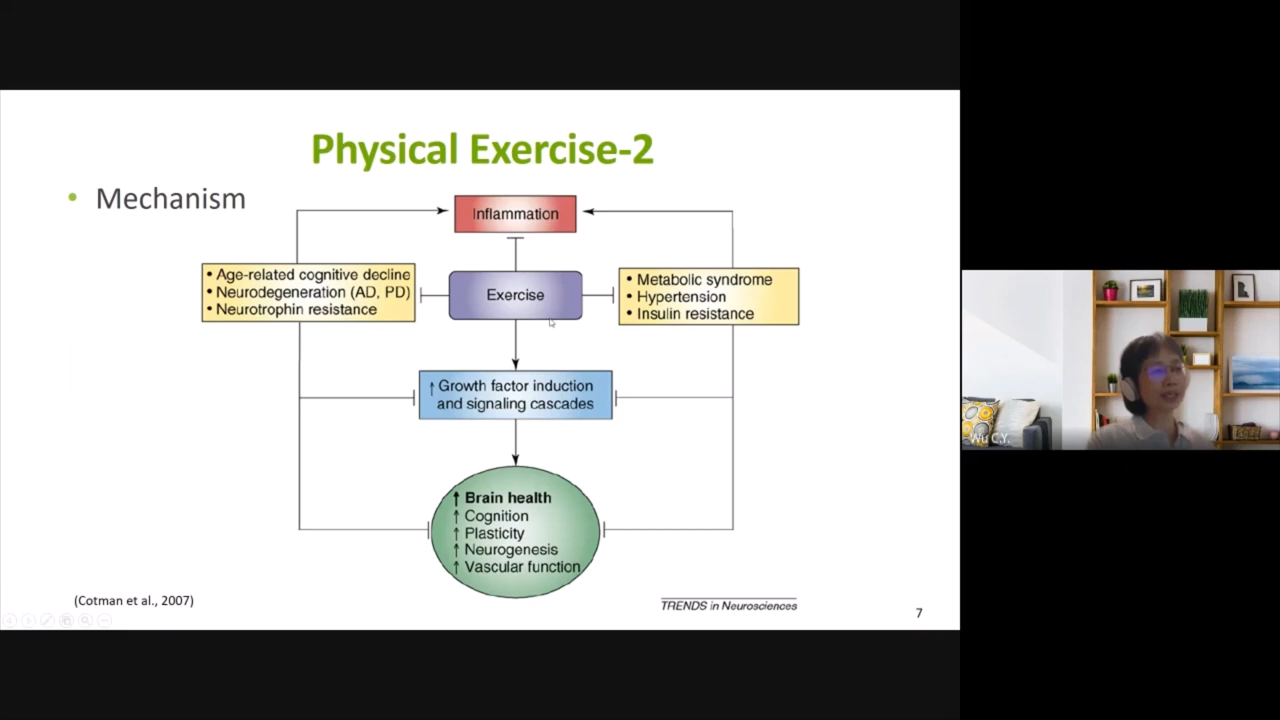 Physical Exercise-2
• Mechanism
Inflammation
• Age-related cognitive decline
• Neurodegeneration (AD, PD)
• Neurotrophin resistance
Exercise
• Metabolic syndrome
• Hypertension
• Insulin resistance
↑ Growth factor induction
and signaling cascades
↑ Brain health
↑ Cognition
↑ Plasticity
↑ Neurogenesis
↑ Vascular function
(Cotman et al., 2007)
TRENDS in Neurosciences
7
Wu C.Y.